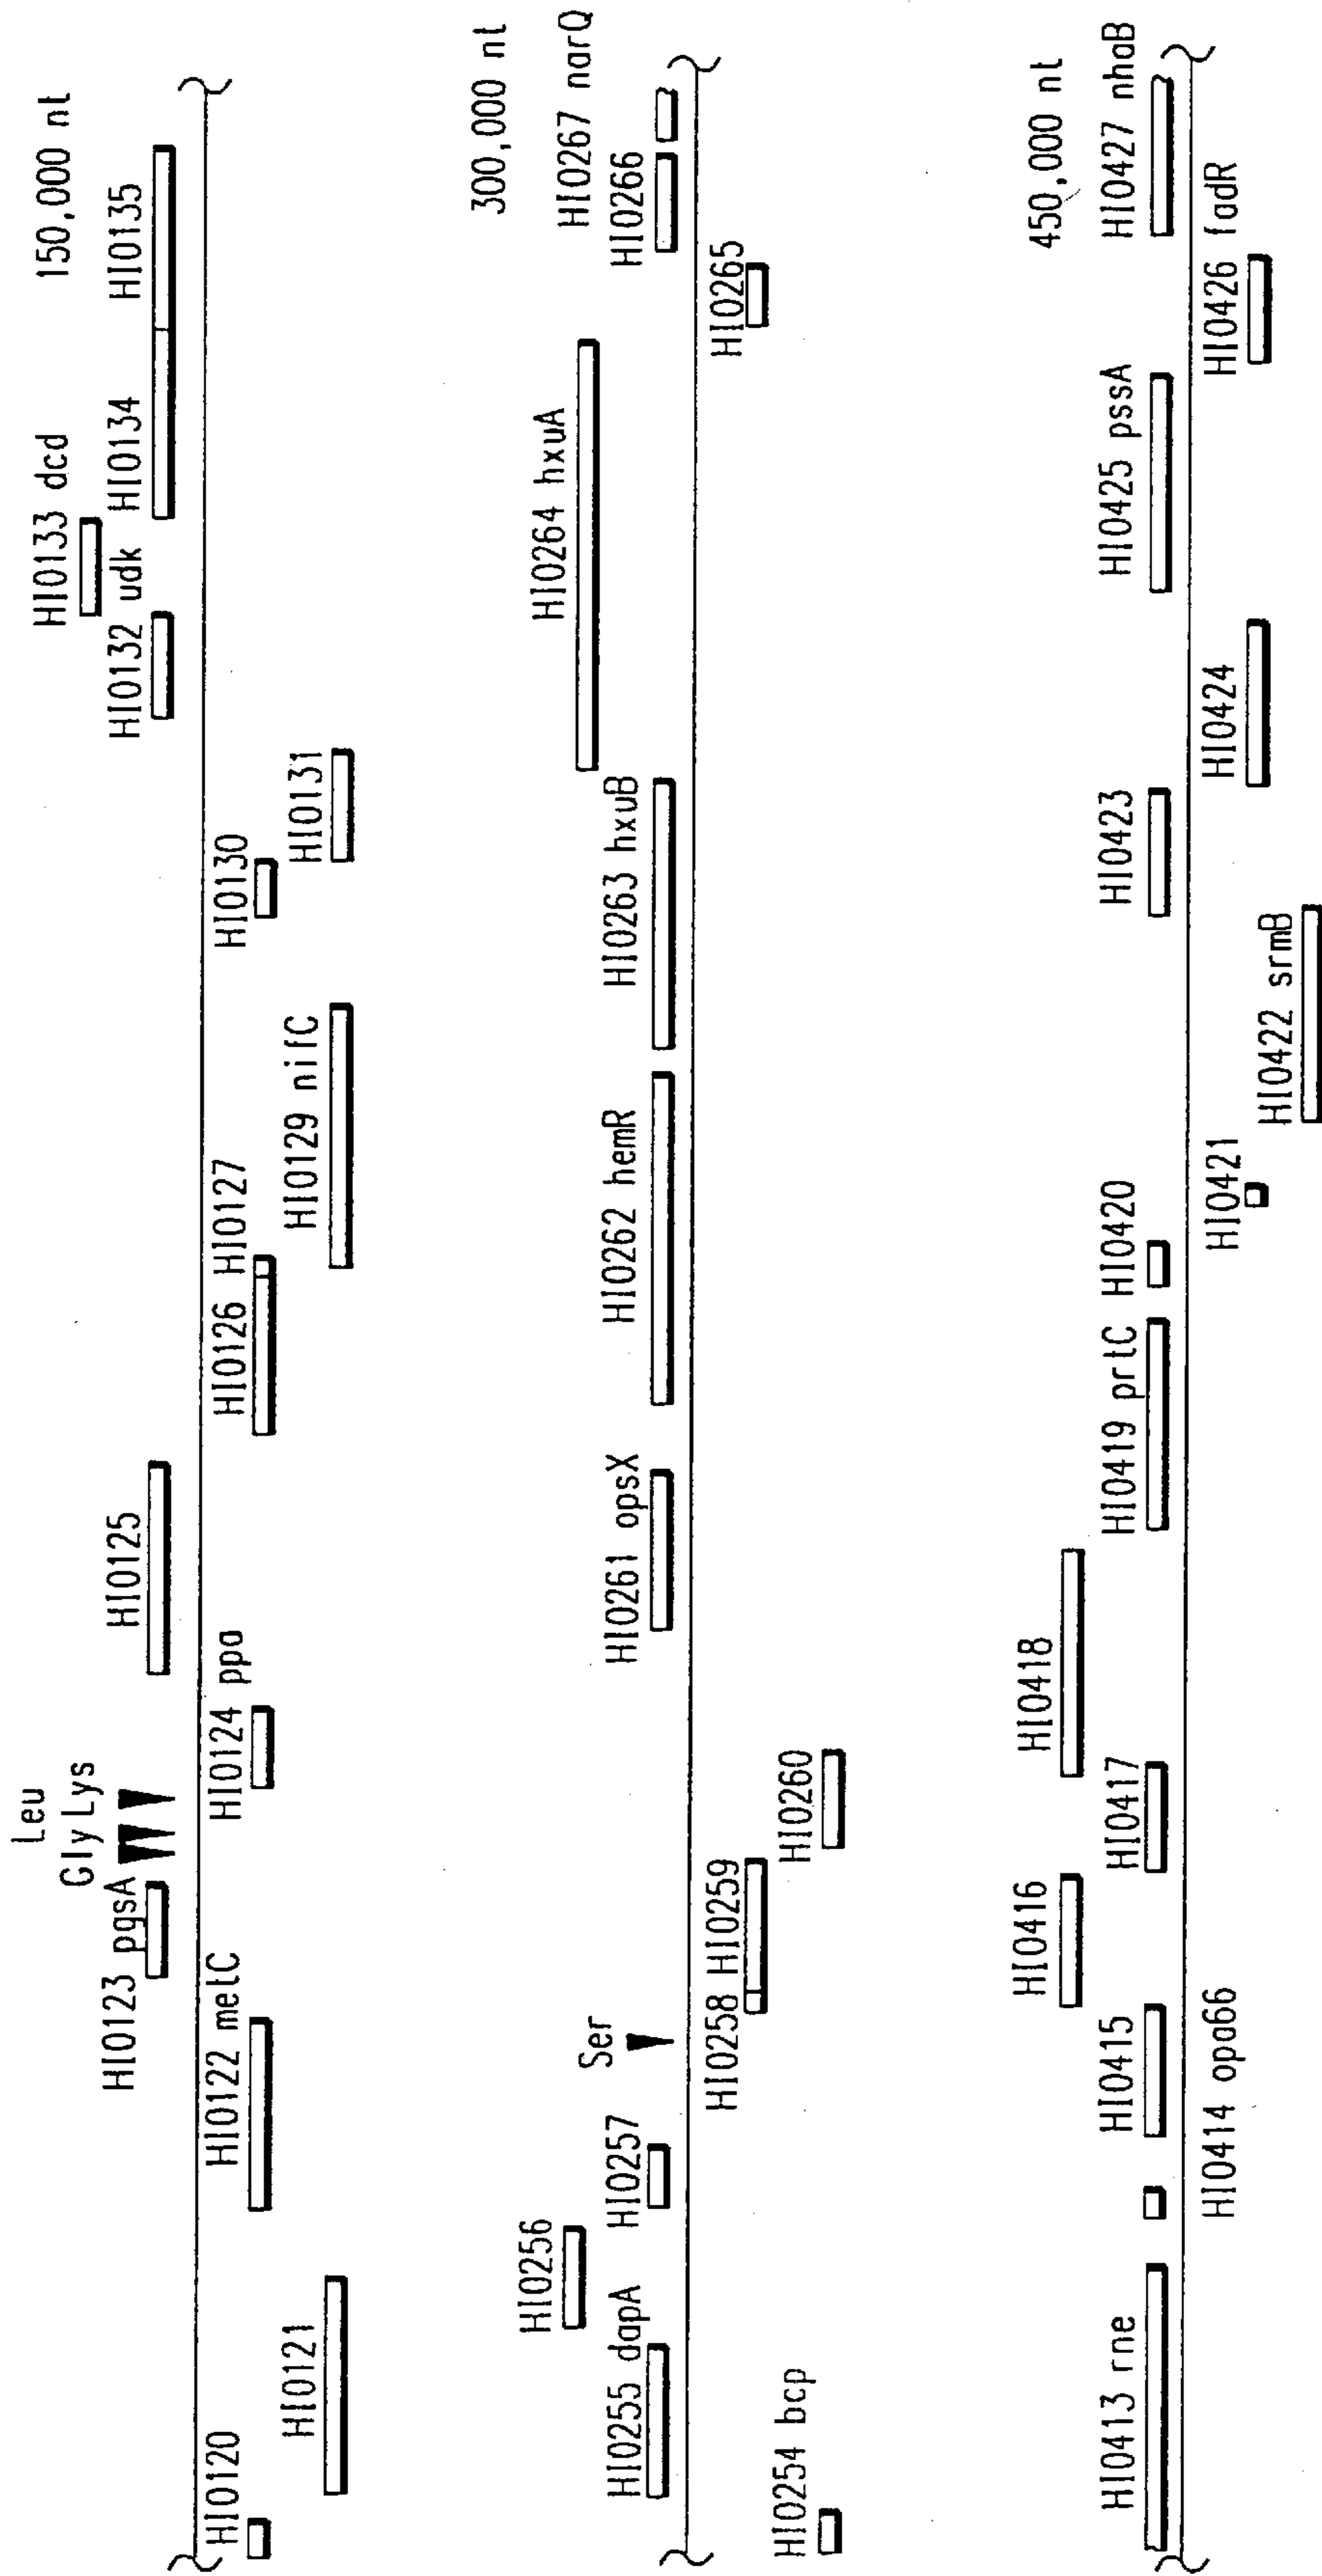 150,000 nt
Leu
Gly Lys
HI0133 dcd
HI0123 pgsA
HI0125
HI0132 udk
HI0134
HI0135
HI0120
HI0122 metC
HI0124 ppa
HI0126
HI0127
HI0130
HI0121
HI0129 nifC
HI0131
300,000 nt
HI0256
HI0264 hxuA
HI0267 narQ
Ser
HI0255 dapA
HI0257
HI0261 opsX
HI0262 hemR
HI0263 hxuB
HI0266
HI0258
HI0259
HI0265
HI0254 bcp
HI0260
450,000 nt
HI0416
HI0418
HI0413 rne
HI0415
HI0417
HI0419 prlC
HI0420
HI0423
HI0425 pssA
HI0427 nhaB
HI0414 opa66
HI0421
HI0424
HI0426 fadR
HI0422 srmB